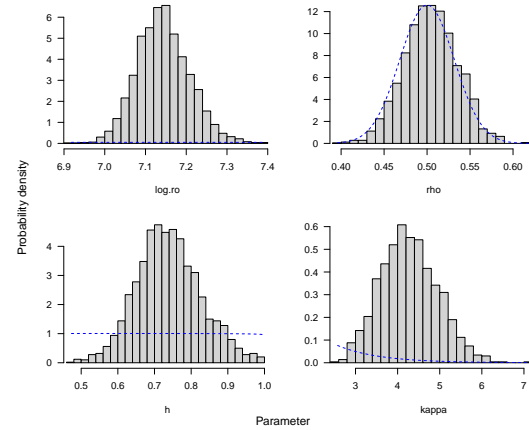 Probability density
0 1 2 3 4 5 6
6.9 7.0 7.1 7.2 7.3 7.4
log.ro
0 2 4 6 8 10 12
0.40 0.45 0.50 0.55 0.60
rho
0 1 2 3 4
0.5 0.6 0.7 0.8 0.9 1.0
h
0.0 0.1 0.2 0.3 0.4 0.5 0.6
3 4 5 6 7
kappa
Parameter